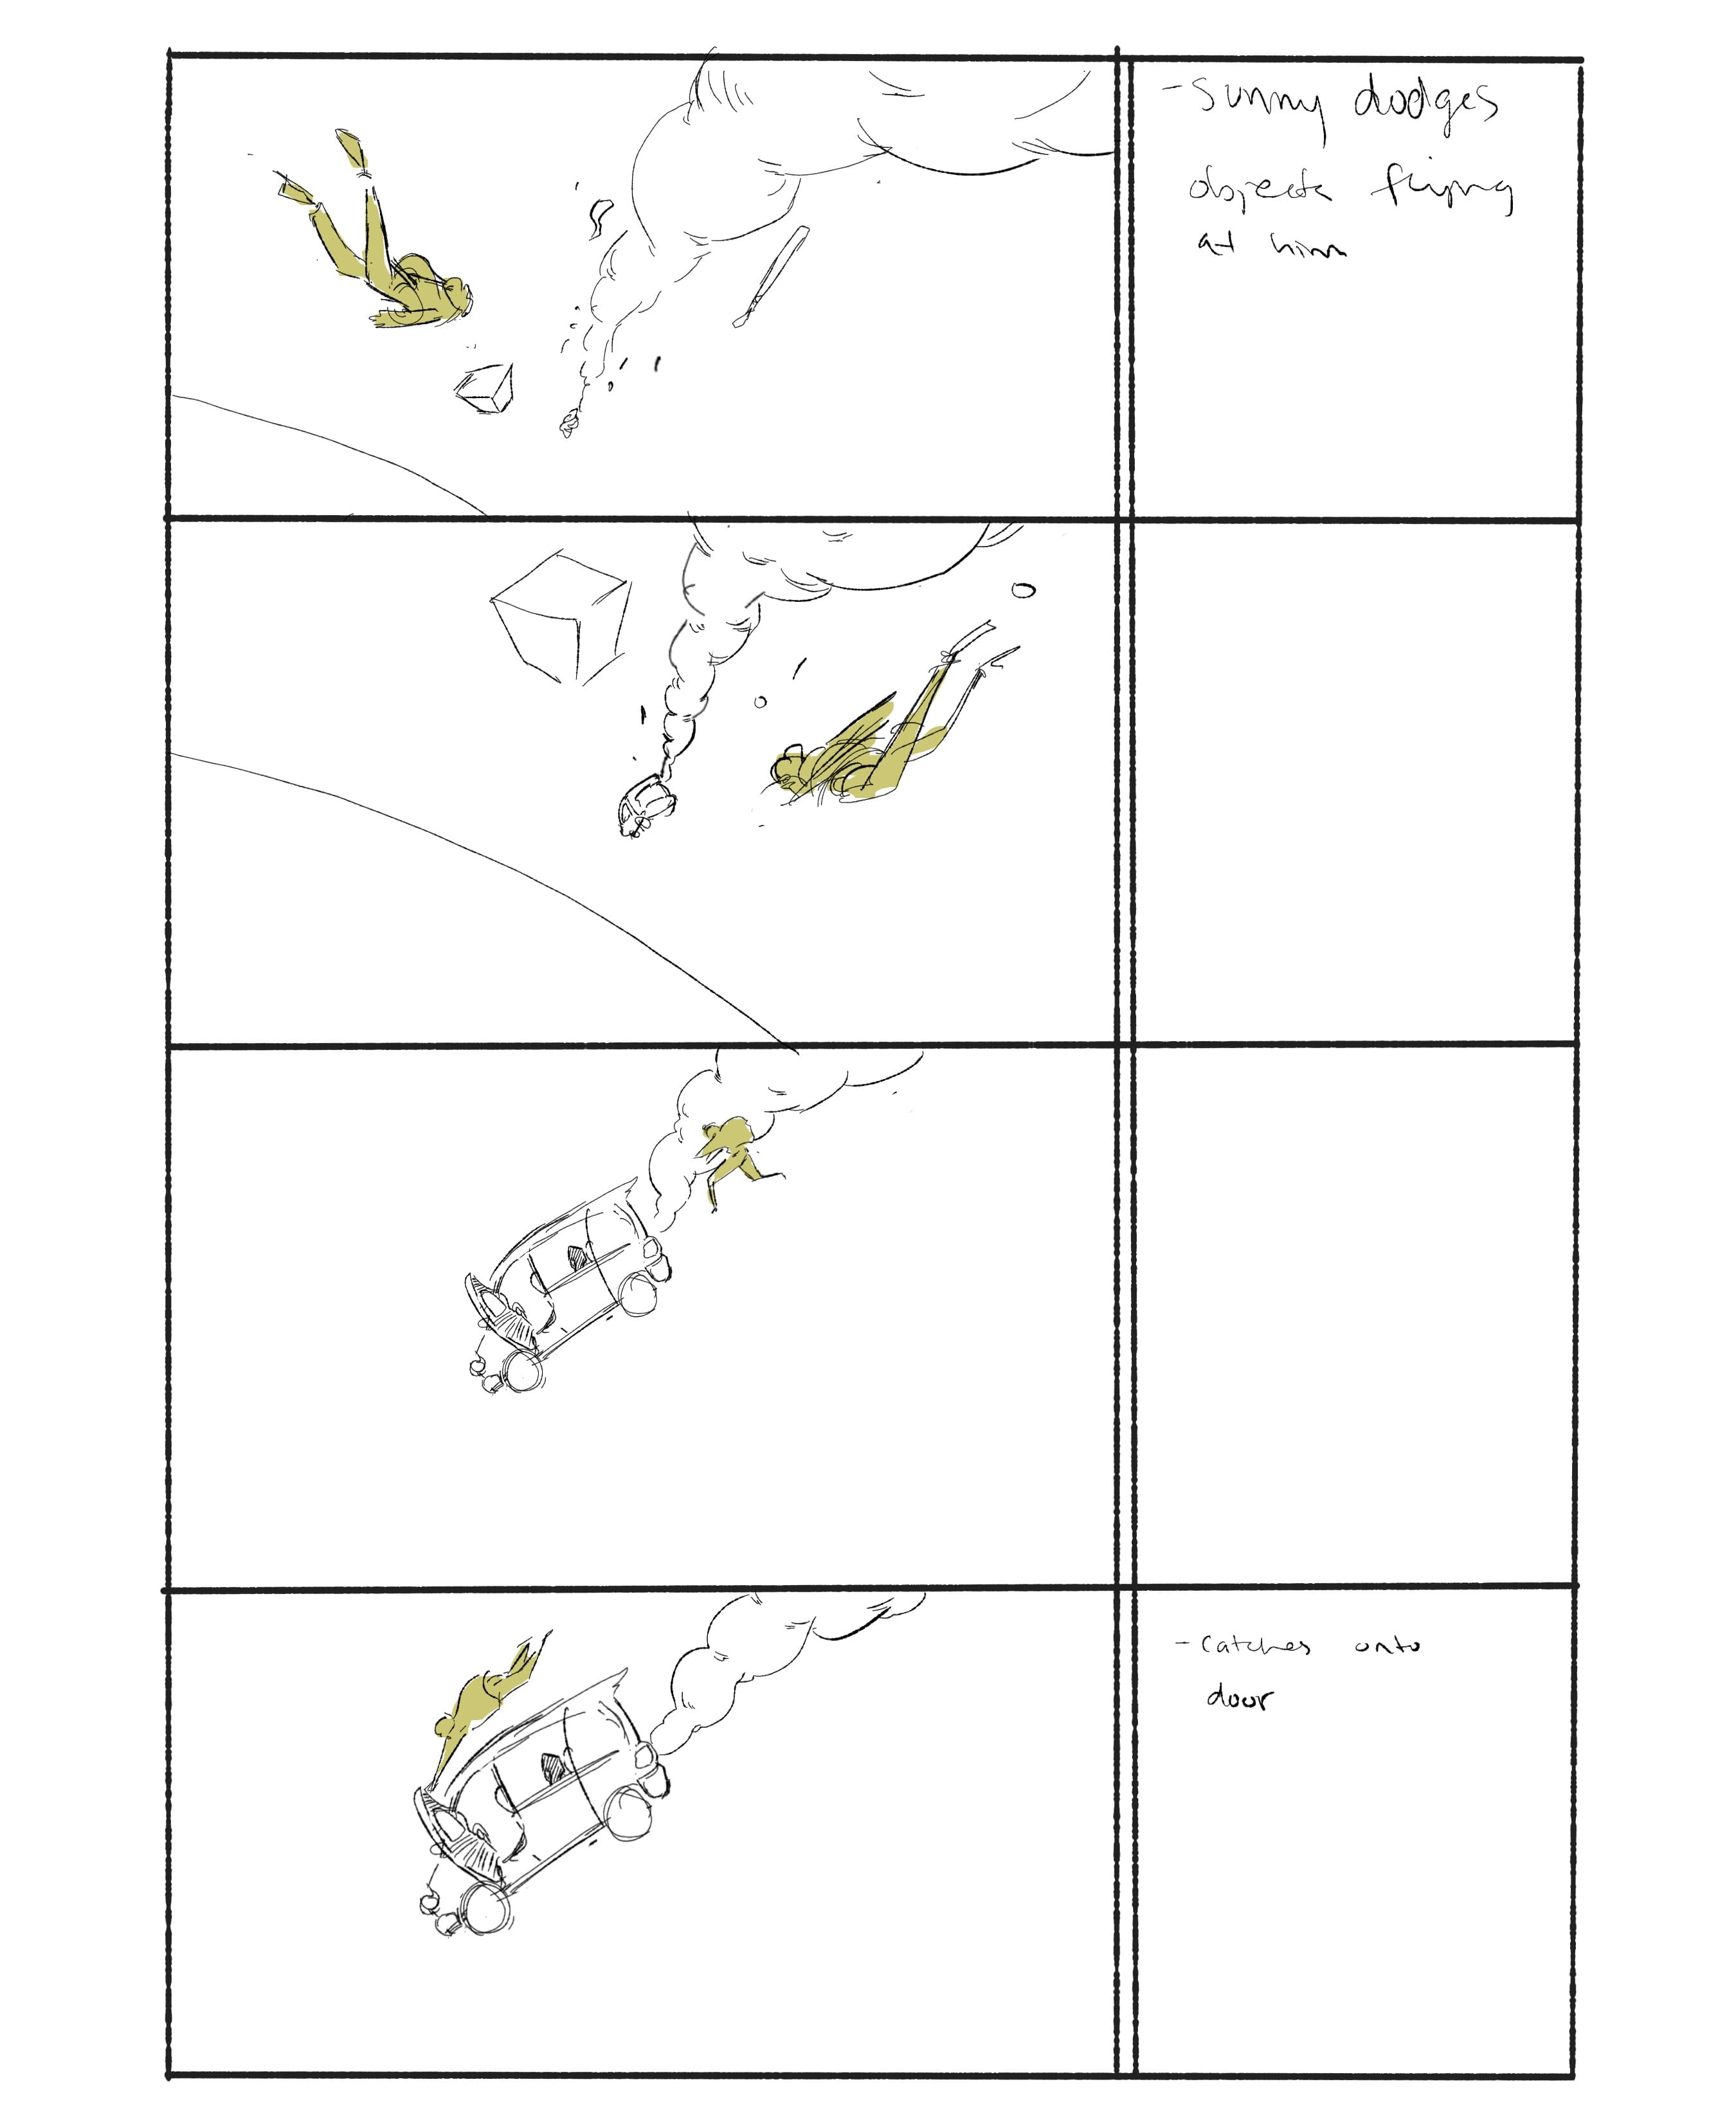 - Sunny dodges
objects flying
at him
- catches onto
door